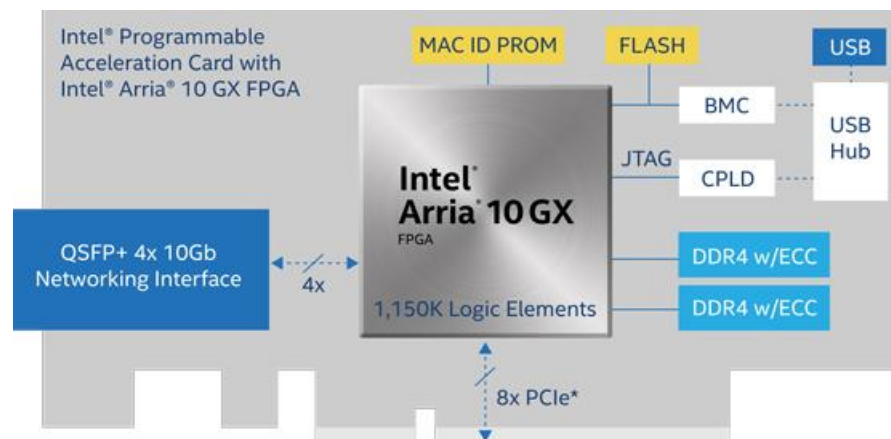 Intel® Programmable
Acceleration Card with
Intel® Arria® 10 GX FPGA
MAC ID PROM
FLASH
USB
BMC
USB
Hub
JTAG
CPLD
Intel®
Arria® 10 GX
FPGA
1,150K Logic Elements
QSFP+ 4x 10Gb
Networking Interface
4x
DDR4 w/ECC
DDR4 w/ECC
8x PCIe*